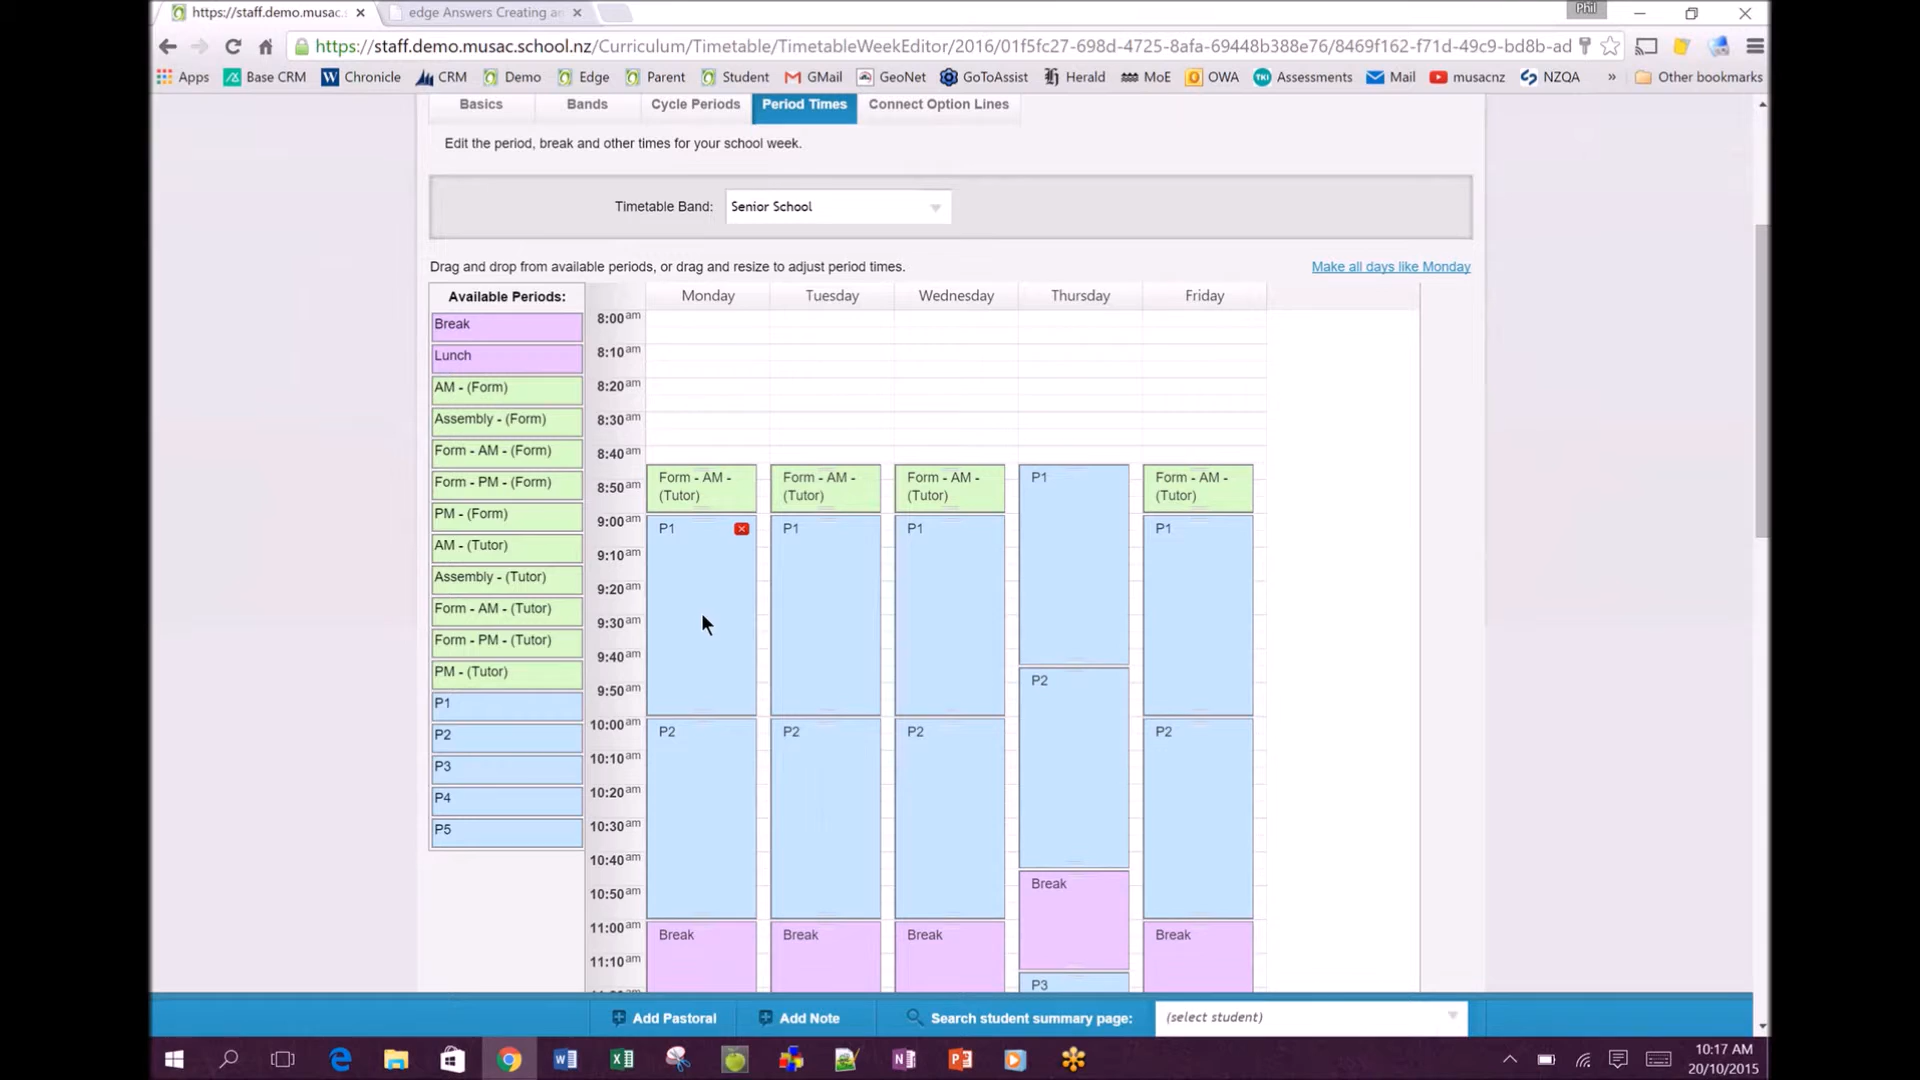 https://staff.demo.musac.s
edge Answers Creating an
Phil
https://staff.demo.musac.school.nz/Curriculum/Timetable/TimetableWeekEditor/2016/01f5fc27-698d-4725-8afa-69448b388e76/8469f162-f71d-49c9-bd8b-ad
Apps Base CRM Chronicle CRM Demo Edge Parent Student GMail GeoNet GoToAssist Herald MoE OWA Assessments Mail musacnz NZQA » Other bookmarks
Basics Bands Cycle Periods Period Times Connect Option Lines
Edit the period, break and other times for your school week.
Timetable Band: Senior School
Drag and drop from available periods, or drag and resize to adjust period times. Make all days like Monday
Available Periods:
Break
Lunch
AM - (Form)
Assembly - (Form)
Form - AM - (Form)
Form - PM - (Form)
PM - (Form)
AM - (Tutor)
Assembly - (Tutor)
Form - AM - (Tutor)
Form - PM - (Tutor)
PM - (Tutor)
P1
P2
P3
P4
P5
Monday Tuesday Wednesday Thursday Friday
8:00am
8:10am
8:20am
8:30am
8:40am
8:50am
9:00am
9:10am
9:20am
9:30am
9:40am
9:50am
10:00am
10:10am
10:20am
10:30am
10:40am
10:50am
11:00am
11:10am
Form - AM -
(Tutor)
P1
P2
Break
Form - AM -
(Tutor)
P1
P2
Break
Form - AM -
(Tutor)
P1
P2
Break
P1
P2
Break
P3
Form - AM -
(Tutor)
P1
P2
Break
Add Pastoral Add Note Search student summary page: (select student)
10:17 AM
20/10/2015